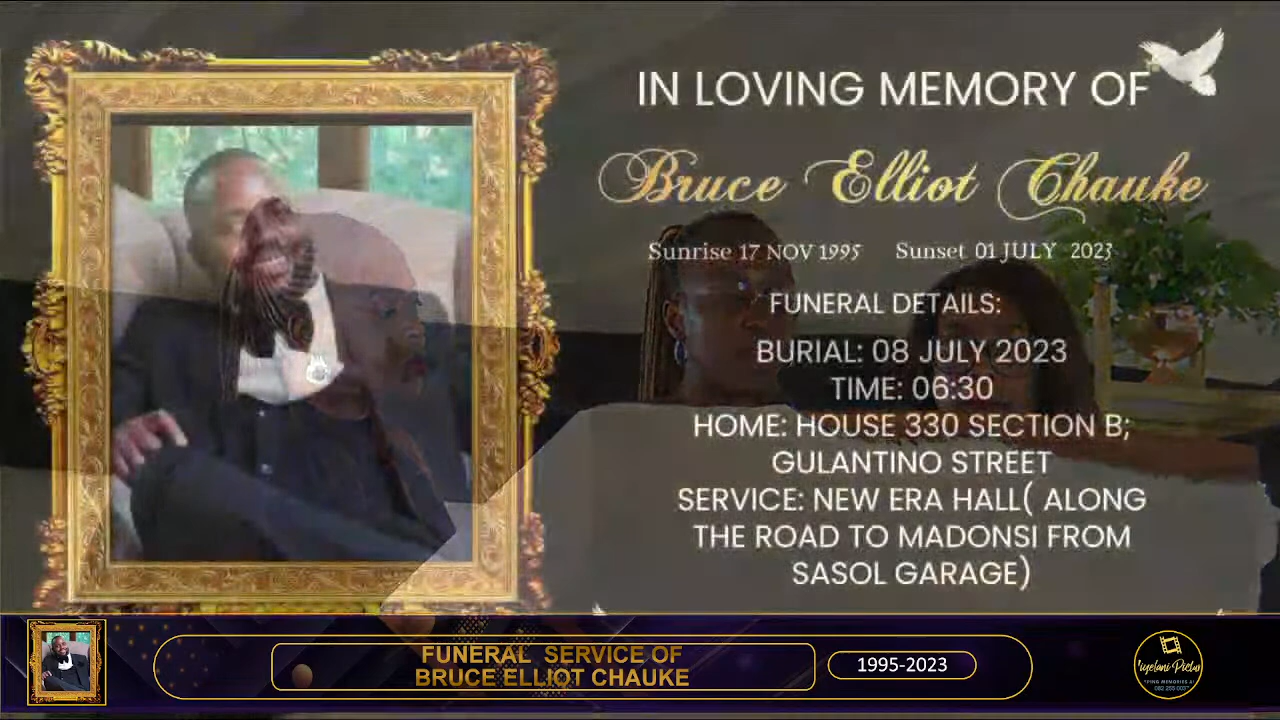 IN LOVING MEMORY OF
Bruce Elliot Chauke
Sunrise 17 NOV 1995 Sunset 01 JULY 2023
FUNERAL DETAILS:
BURIAL: 08 JULY 2023
TIME: 06:30
HOME: HOUSE 330 SECTION B;
GULANTINO STREET
SERVICE: NEW ERA HALL( ALONG
THE ROAD TO MADONSI FROM
SASOL GARAGE)
FUNERAL SERVICE OF
BRUCE ELLIOT CHAUKE
1995-2023